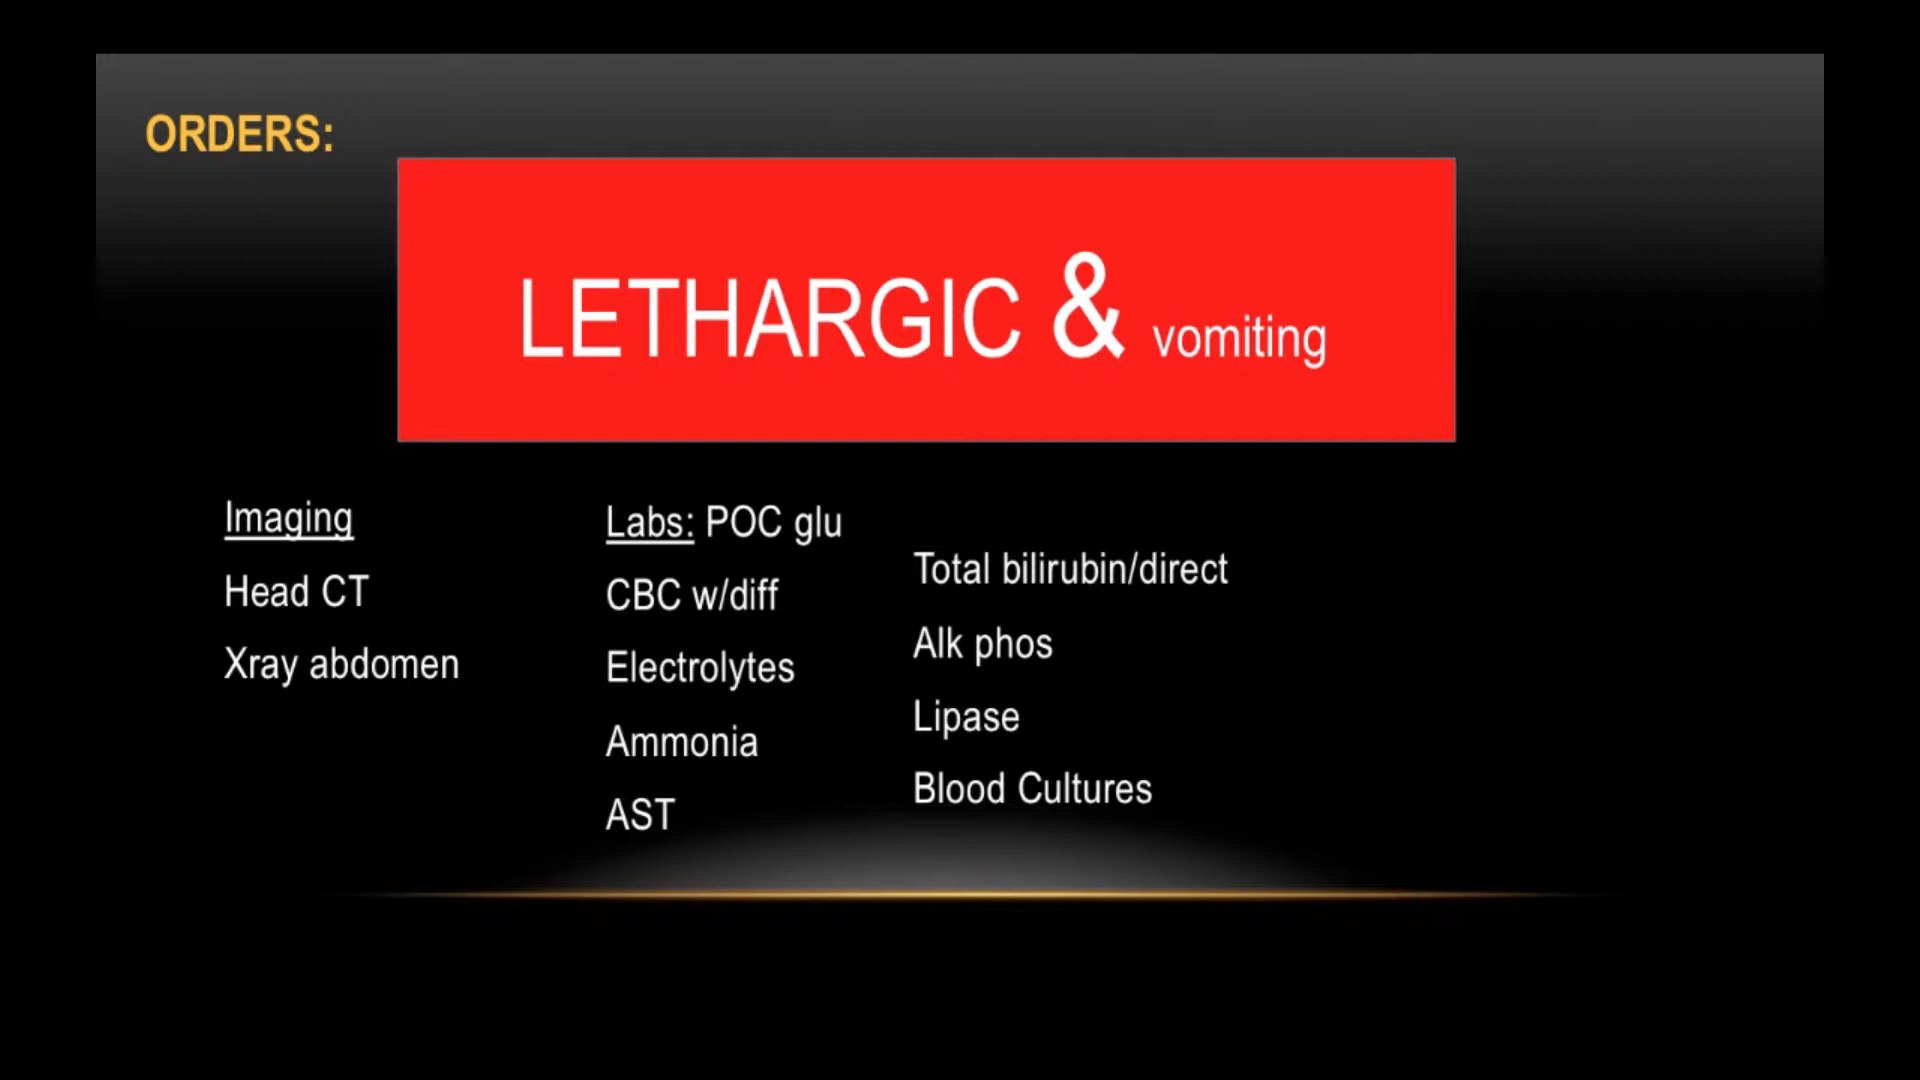 ORDERS:
LETHARGIC & vomiting
Imaging
Head CT
Xray abdomen
Labs: POC glu
CBC w/diff
Electrolytes
Ammonia
AST
Total bilirubin/direct
Alk phos
Lipase
Blood Cultures